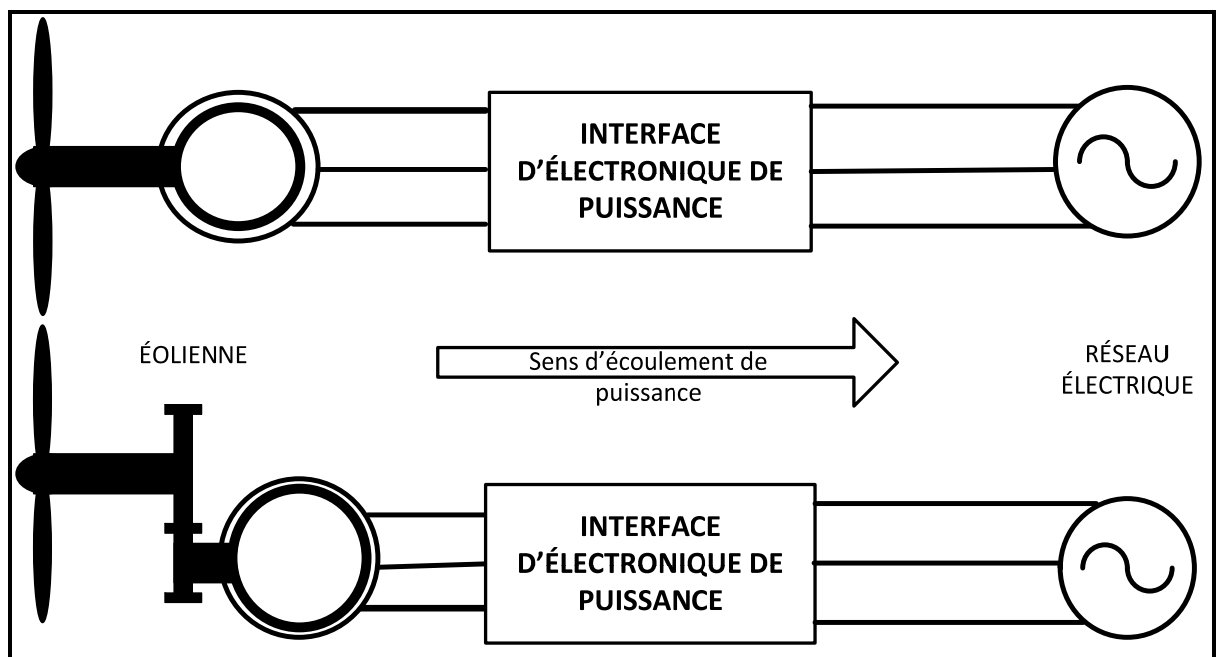 INTERFACE
D'ÉLECTRONIQUE DE
PUISSANCE
ÉOLIENNE
Sens d'écoulement de
puissance
RÉSEAU
ÉLECTRIQUE
INTERFACE
D'ÉLECTRONIQUE DE
PUISSANCE